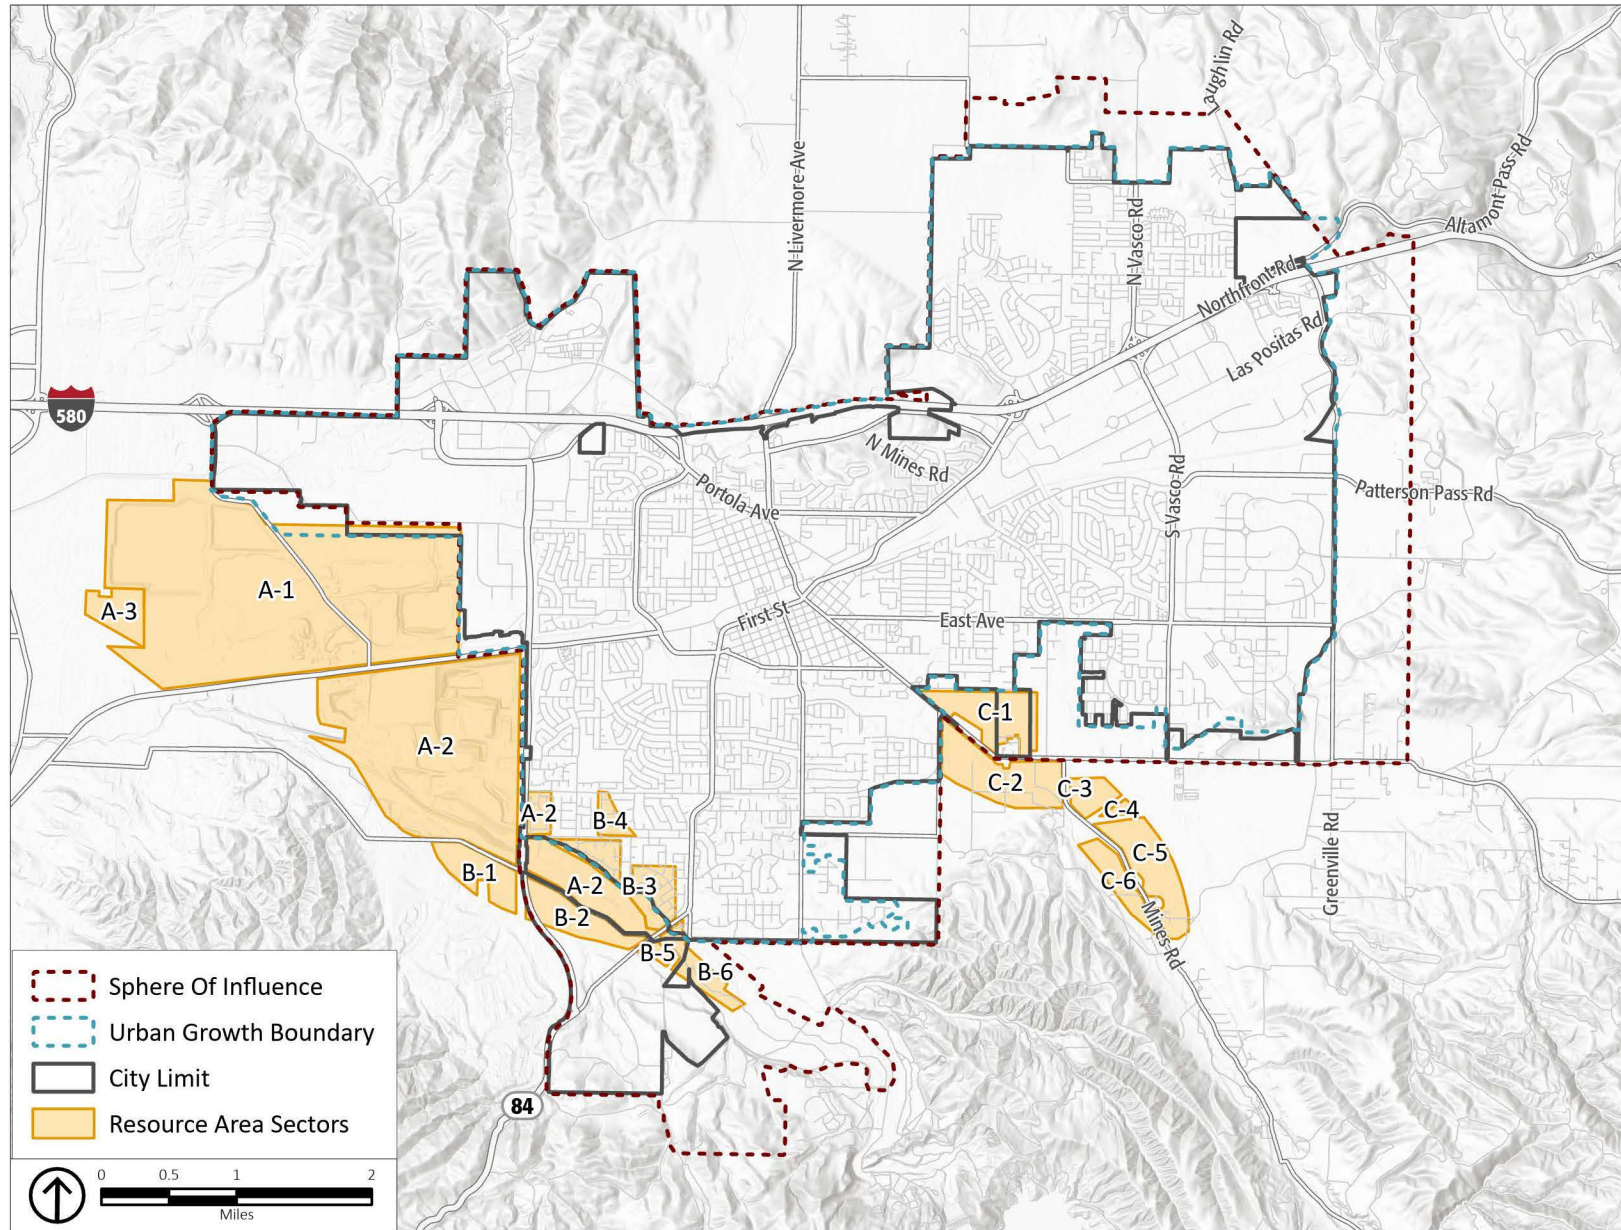 Laughlin Rd
Altamont Pass Rd
N Livermore Ave
N Vasco Rd
Northfront Rd
Las Positas Rd
580
N Mines Rd
Portola Ave
S Vasco Rd
Patterson Pass Rd
A-1
A-3
First St
East Ave
C-1
A-2
C-2
C-3
C-4
A-2
B-4
C-5
B-1
A-2
B-3
C-6
Greenville Rd
B-2
Mines Rd
B-5
B-6
84
Sphere Of Influence
Urban Growth Boundary
City Limit
Resource Area Sectors
0 0.5 1 2
Miles